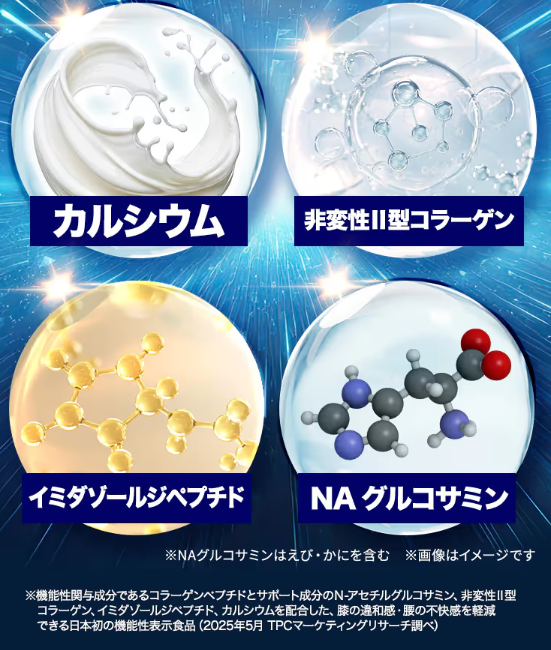 カルシウム
非変性II型コラーゲン
イミダゾールジペプチド
NAグルコサミン
※NAグルコサミンはえび・かにを含む　※画像はイメージです
※機能性関与成分であるコラーゲンペプチドとサポート成分のN-アセチルグルコサミン、非変性II型
コラーゲン、イミダゾールジペプチド、カルシウムを配合した、膝の違和感・腰の不快感を軽減
できる日本初の機能性表示食品（2025年5月 TPCマーケティングリサーチ調べ）